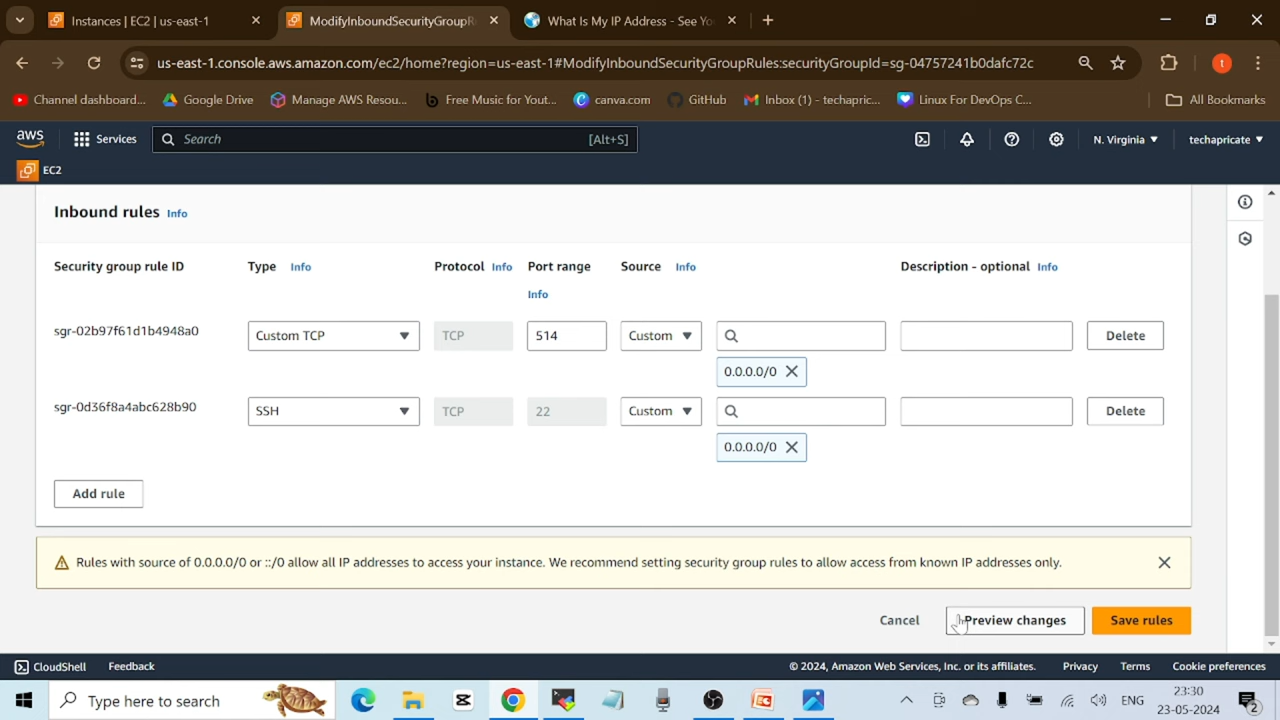 Instances | EC2 | us-east-1
ModifyInboundSecurityGroupR
What Is My IP Address - See Yo
us-east-1.console.aws.amazon.com/ec2/home?region=us-east-1#ModifyInboundSecurityGroupRules:securityGroupId=sg-04757241b0dafc72c
t
Channel dashboard...
Google Drive
Manage AWS Resou...
Free Music for Yout...
canva.com
GitHub
Inbox (1) - techapric...
Linux For DevOps C...
All Bookmarks
aws
Services
Search
[Alt+S]
N. Virginia
techapricate
EC2
Inbound rules Info
Security group rule ID
Type Info
Protocol Info
Port range
Info
Source Info
Description - optional Info
sgr-02b97f61d1b4948a0
Custom TCP
TCP
514
Custom
Delete
0.0.0.0/0
sgr-0d36f8a4abc628b90
SSH
TCP
22
Custom
Delete
0.0.0.0/0
Add rule
Rules with source of 0.0.0.0/0 or ::/0 allow all IP addresses to access your instance. We recommend setting security group rules to allow access from known IP addresses only.
Cancel
Preview changes
Save rules
CloudShell
Feedback
© 2024, Amazon Web Services, Inc. or its affiliates.
Privacy
Terms
Cookie preferences
Type here to search
ENG
23:30
23-05-2024
2